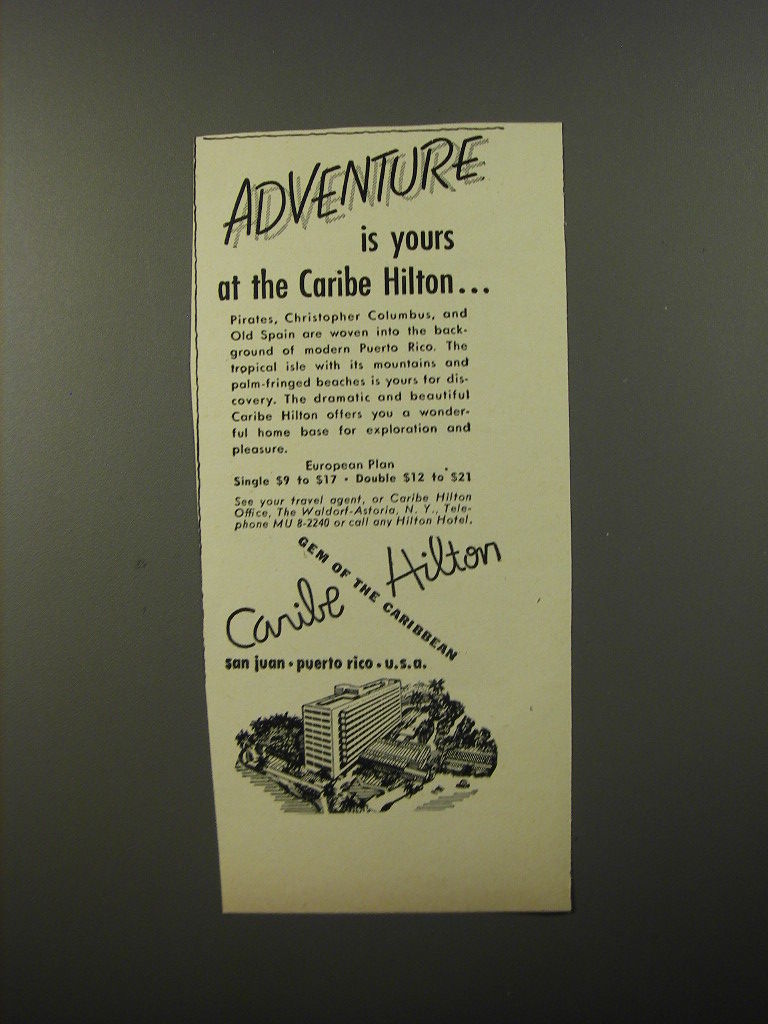 ADVENTURE
is yours
at the Caribe Hilton...
Pirates, Christopher Columbus, and
Old Spain are woven into the back-
ground of modern Puerto Rico. The
tropical isle with its mountains and
palm-fringed beaches is yours for dis-
covery. The dramatic and beautiful
Caribe Hilton offers you a wonder-
ful home base for exploration and
pleasure.
European Plan
Single $9 to $17 • Double $12 to $21
See your travel agent, or Caribe Hilton
Office, The Waldorf-Astoria, N. Y., Tele-
phone MU 8-2240 or call any Hilton Hotel.
Caribe Hilton
GEM OF THE CARIBBEAN
san juan • puerto rico • u.s.a.